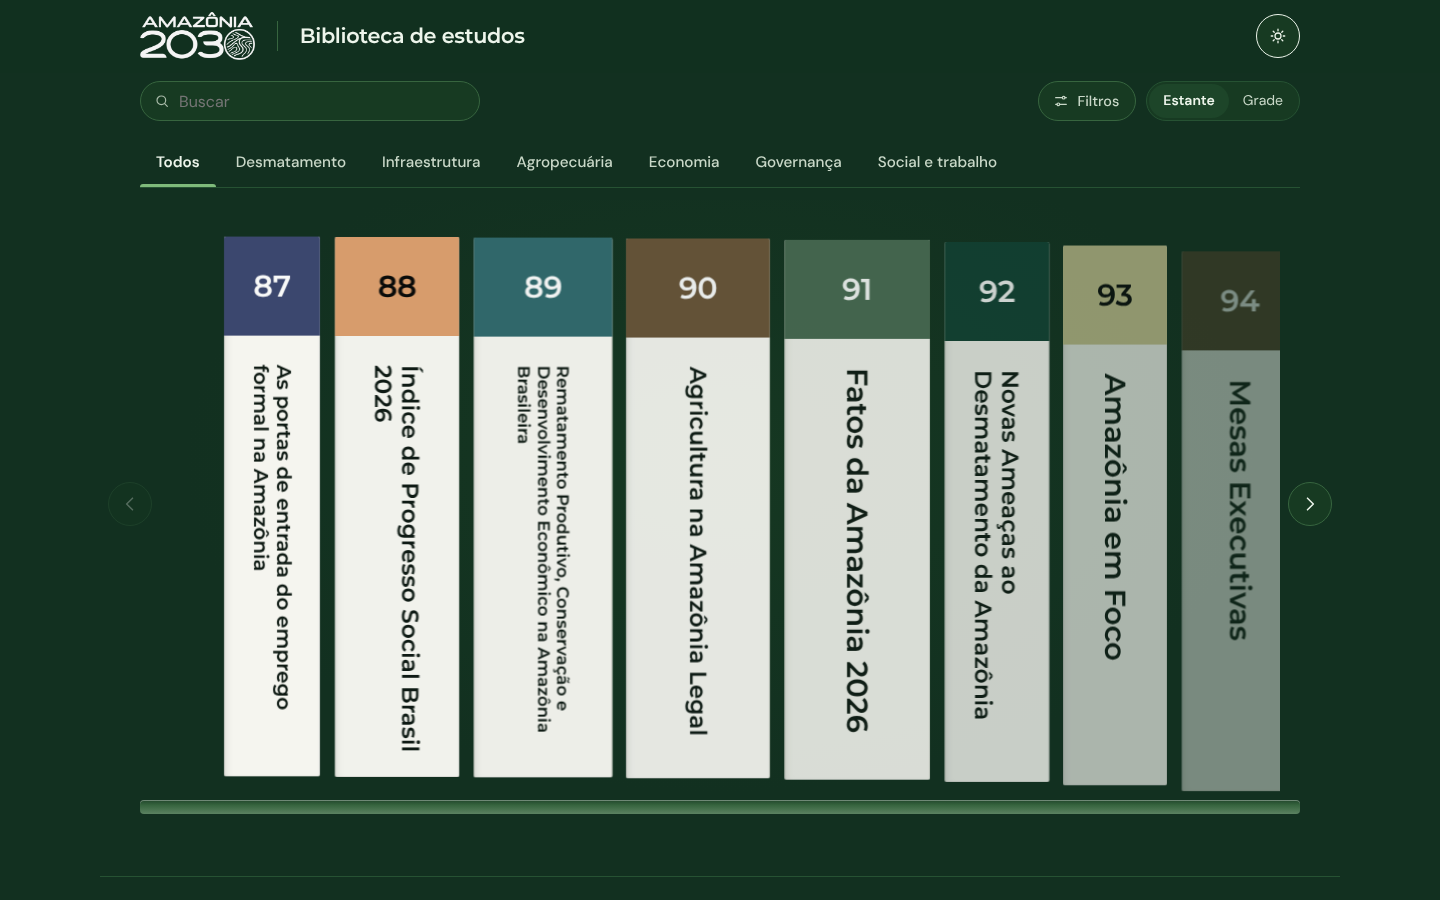 AMAZÔNIA
2030
Biblioteca de estudos
Buscar
Filtros
Estante
Grade
Todos
Desmatamento
Infraestrutura
Agropecuária
Economia
Governança
Social e trabalho
87
As portas de entrada do emprego
formal na Amazônia
88
Índice de Progresso Social Brasil
2026
89
Rematamento Produtivo, Conservação e
Desenvolvimento Econômico na Amazônia
Brasileira
90
Agricultura na Amazônia Legal
91
Fatos da Amazônia 2026
92
Novas Ameaças ao
Desmatamento da Amazônia
93
Amazônia em Foco
94
Mesas Executivas